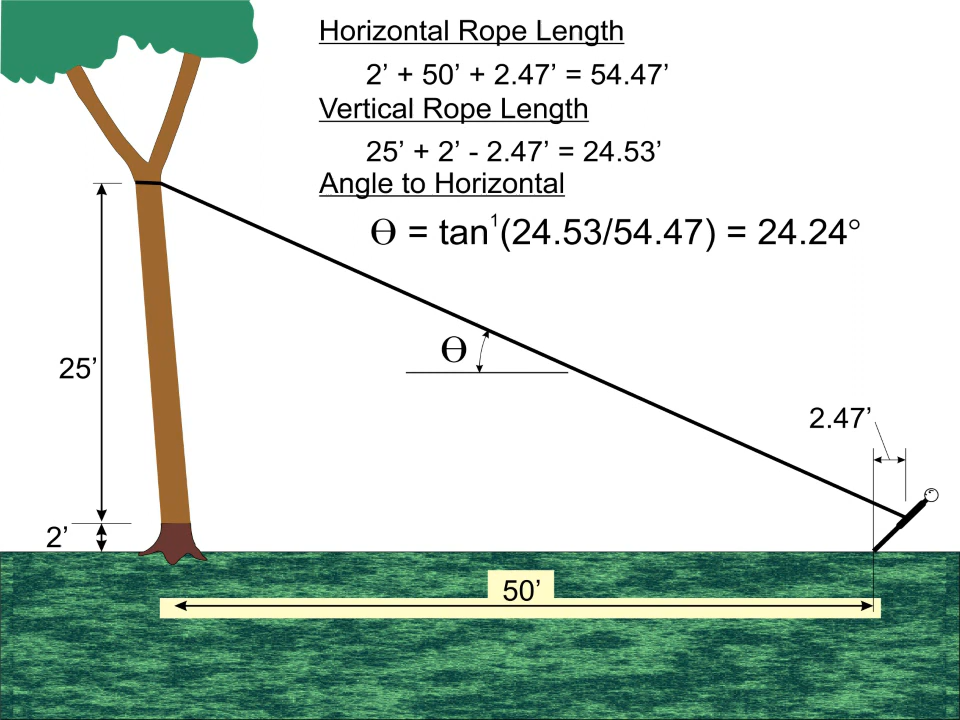 Horizontal Rope Length
2’ + 50’ + 2.47’ = 54.47’
Vertical Rope Length
25’ + 2’ - 2.47’ = 24.53’
Angle to Horizontal
ϴ = tan¹(24.53/54.47) = 24.24°
ϴ
25’
2.47’
2’
50’